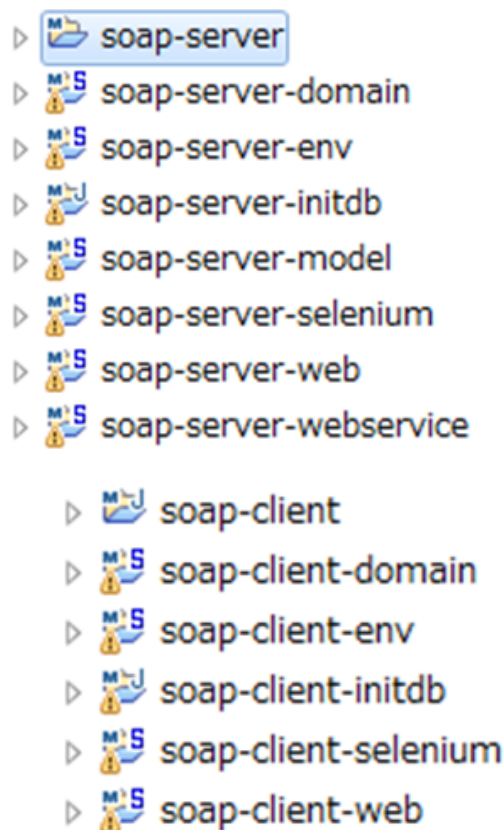 soap-server
soap-server-domain
soap-server-env
soap-server-initdb
soap-server-model
soap-server-selenium
soap-server-web
soap-server-webservice
soap-client
soap-client-domain
soap-client-env
soap-client-initdb
soap-client-selenium
soap-client-web